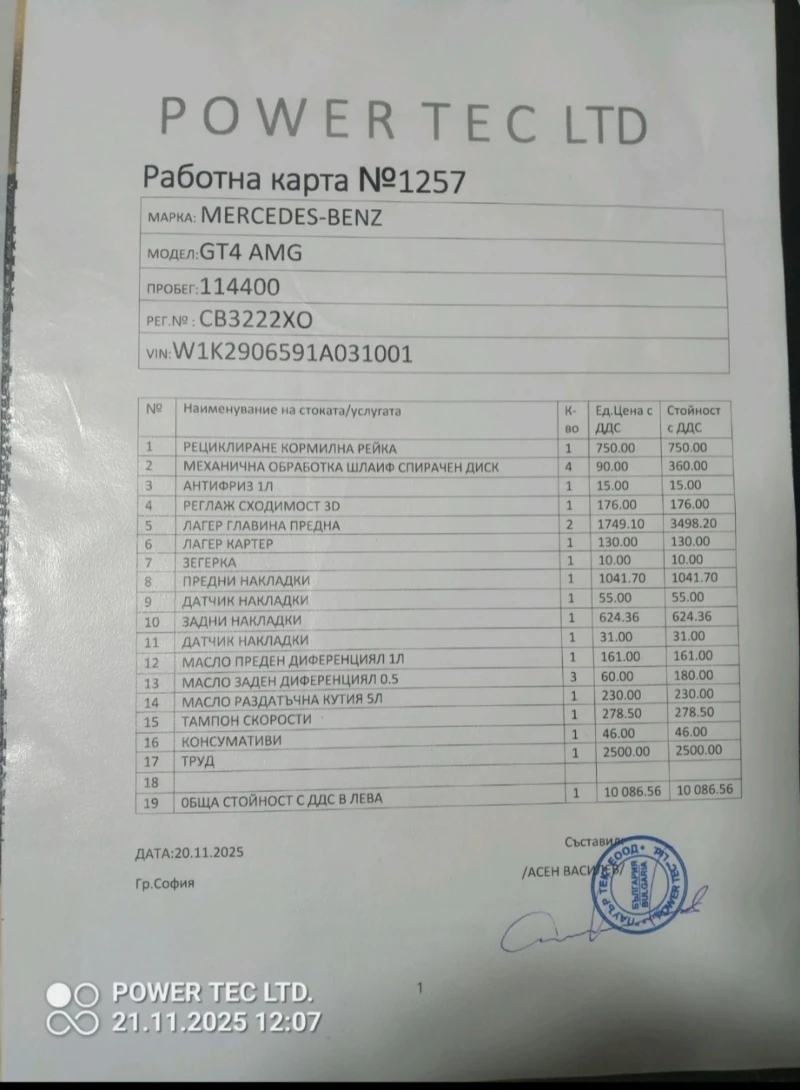 POWER TEC LTD
Работна карта №1257
МАРКА: MERCEDES-BENZ
МОДЕЛ:GT4 AMG
ПРОБЕГ:114400
РЕГ.№ : CB3222XO
VIN:W1K2906591A031001
№ Наименуване на стоката/услугата К-во Ед.Цена с ДДС Стойност с ДДС
1 РЕЦИКЛИРАНЕ КОРМИЛНА РЕЙКА 1 750.00 750.00
2 МЕХАНИЧНА ОБРАБОТКА ШЛАИФ СПИРАЧЕН ДИСК 4 90.00 360.00
3 АНТИФРИЗ 1Л 1 15.00 15.00
4 РЕГЛАЖ СХОДИМОСТ 3D 1 176.00 176.00
5 ЛАГЕР ГЛАВИНА ПРЕДНА 2 1749.10 3498.20
6 ЛАГЕР КАРТЕР 1 130.00 130.00
7 ЗЕГЕРКА 1 10.00 10.00
8 ПРЕДНИ НАКЛАДКИ 1 1041.70 1041.70
9 ДАТЧИК НАКЛАДКИ 1 55.00 55.00
10 ЗАДНИ НАКЛАДКИ 1 624.36 624.36
11 ДАТЧИК НАКЛАДКИ 1 31.00 31.00
12 МАСЛО ПРЕДЕН ДИФЕРЕНЦИЯЛ 1Л 1 161.00 161.00
13 МАСЛО ЗАДЕН ДИФЕРЕНЦИЯЛ 0.5 3 60.00 180.00
14 МАСЛО РАЗДАТЪЧНА КУТИЯ 5Л 1 230.00 230.00
15 ТАМПОН СКОРОСТИ 1 278.50 278.50
16 КОНСУМАТИВИ 1 46.00 46.00
17 ТРУД 1 2500.00 2500.00
18
19 ОБЩА СТОЙНОСТ С ДДС В ЛЕВА 1 10 086.56 10 086.56
ДАТА:20.11.2025
Гр.София
Съставил:
/АСЕН ВАСИЛЕВ/
ПАУЪР ТЕК ЕООД
POWER TEC LTD
БЪЛГАРИЯ
BULGARIA
1
POWER TEC LTD.
21.11.2025 12:07